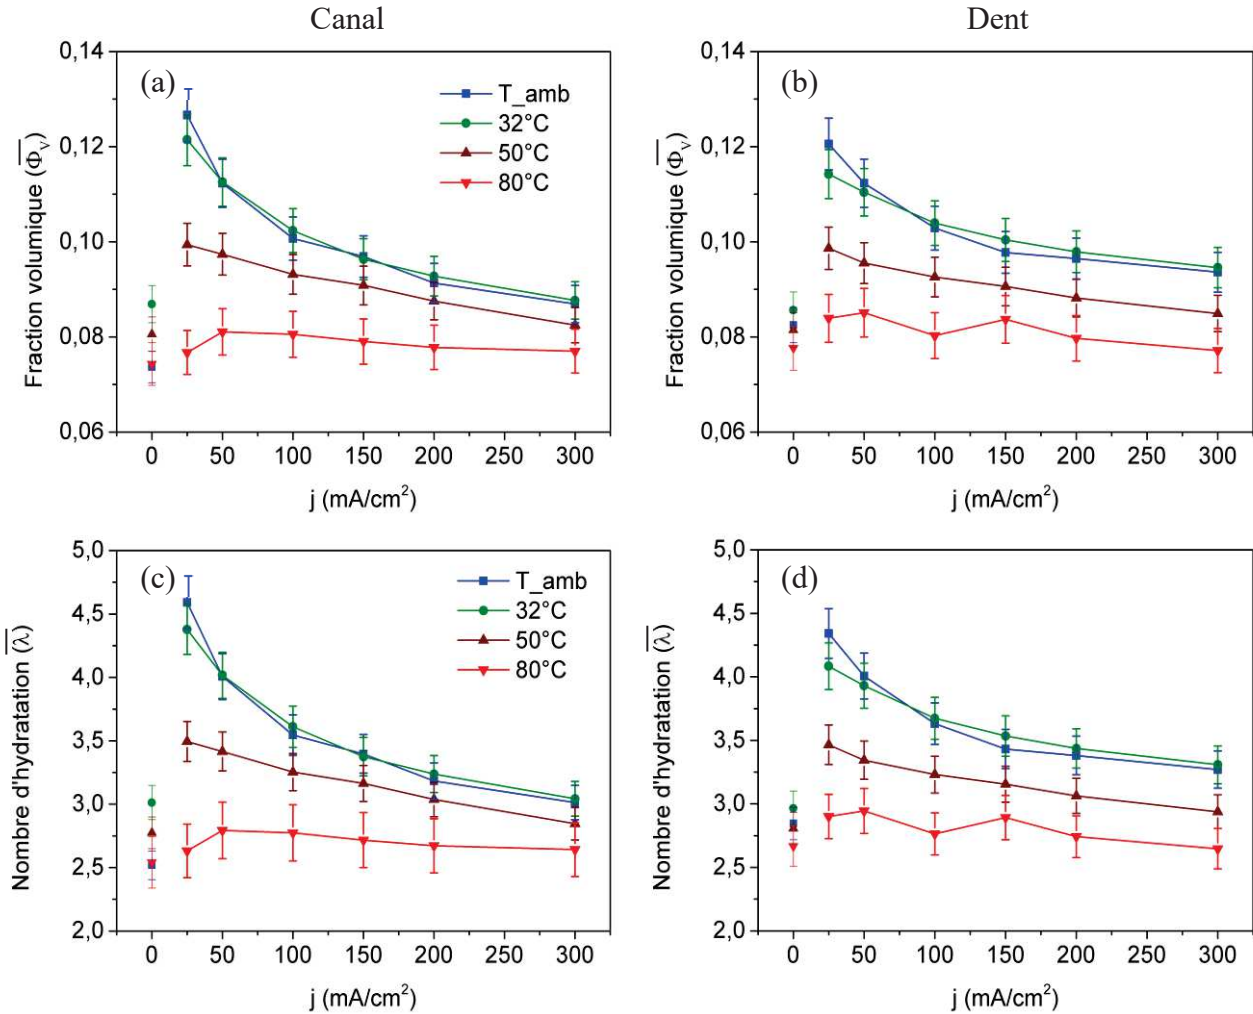 Canal
Dent
(a)
0,14
0,12
0,10
0,08
0,06
Fraction volumique (Φ̅ᵥ)
T_amb
32°C
50°C
80°C
0 50 100 150 200 250 300
j (mA/cm²)
(b)
0,14
0,12
0,10
0,08
0,06
Fraction volumique (Φ̅ᵥ)
0 50 100 150 200 250 300
j (mA/cm²)
(c)
5,0
4,5
4,0
3,5
3,0
2,5
2,0
Nombre d'hydratation (λ̅)
T_amb
32°C
50°C
80°C
0 50 100 150 200 250 300
j (mA/cm²)
(d)
5,0
4,5
4,0
3,5
3,0
2,5
2,0
Nombre d'hydratation (λ̅)
0 50 100 150 200 250 300
j (mA/cm²)